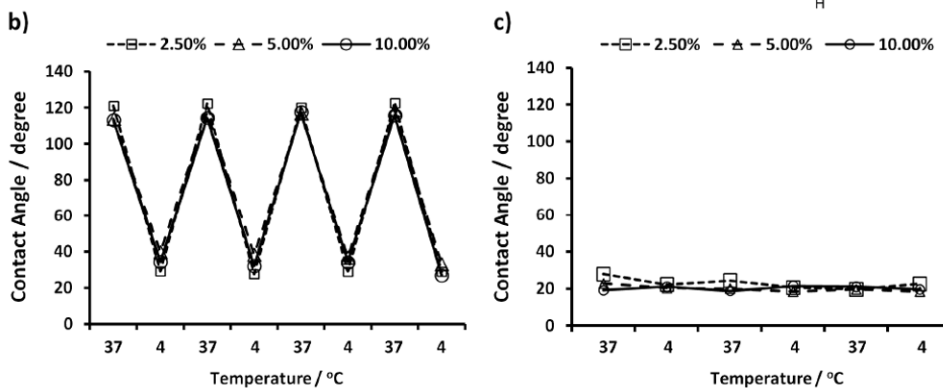 H
b)
2.50% 5.00% 10.00%
140
120
100
80
60
40
20
0
Contact Angle / degree
37 4 37 4 37 4 37 4
Temperature / °C
c)
2.50% 5.00% 10.00%
140
120
100
80
60
40
20
0
Contact Angle / degree
37 4 37 4 37 4
Temperature / °C